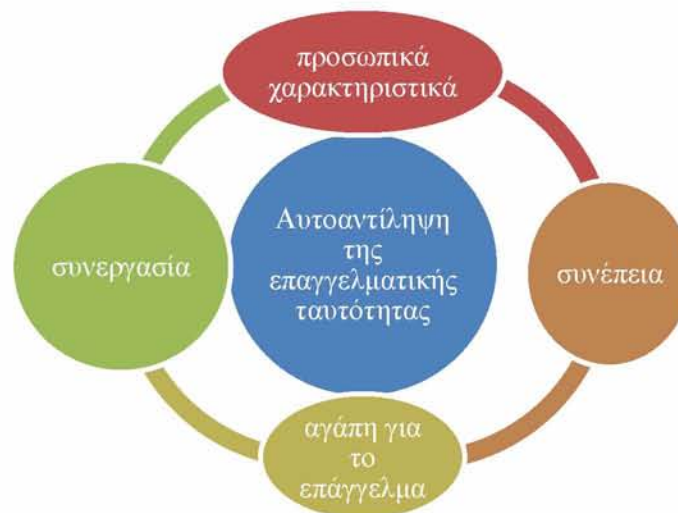 προσωπικά
χαρακτηριστικά
Αυτοαντίληψη
της
επαγγελματικής
ταυτότητας
συνεργασία
συνέπεια
αγάπη για
το
επάγγελμα